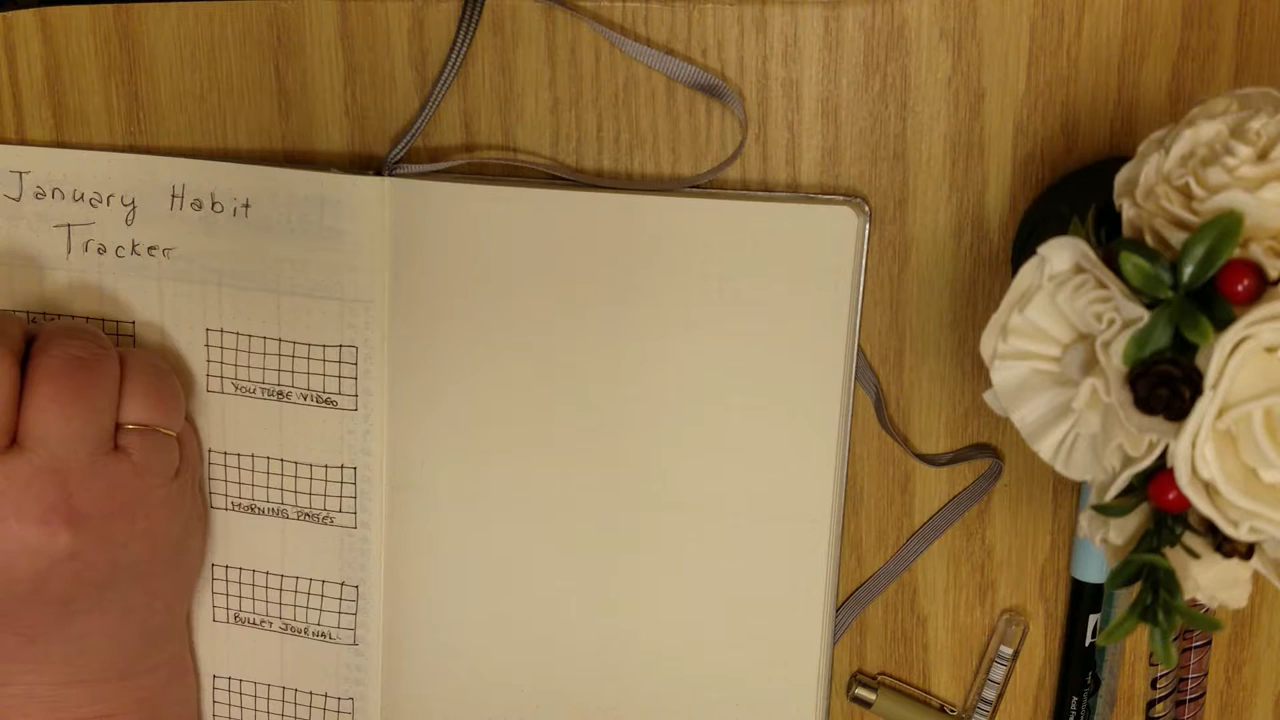 January Habit
Tracker
YOUTUBE VIDEO
MORNING PAGES
BULLET JOURNAL